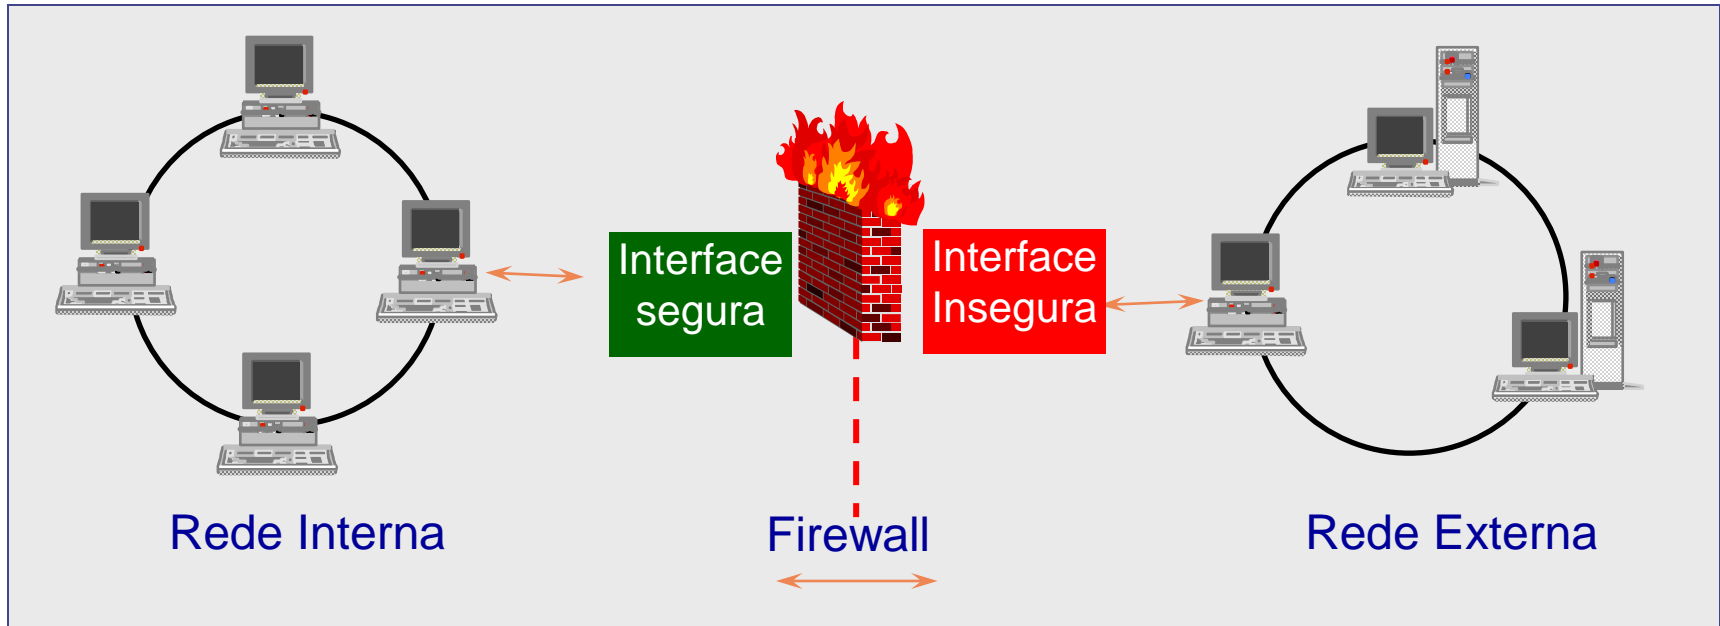 Interface
segura
Interface
Insegura
Rede Interna
Firewall
Rede Externa